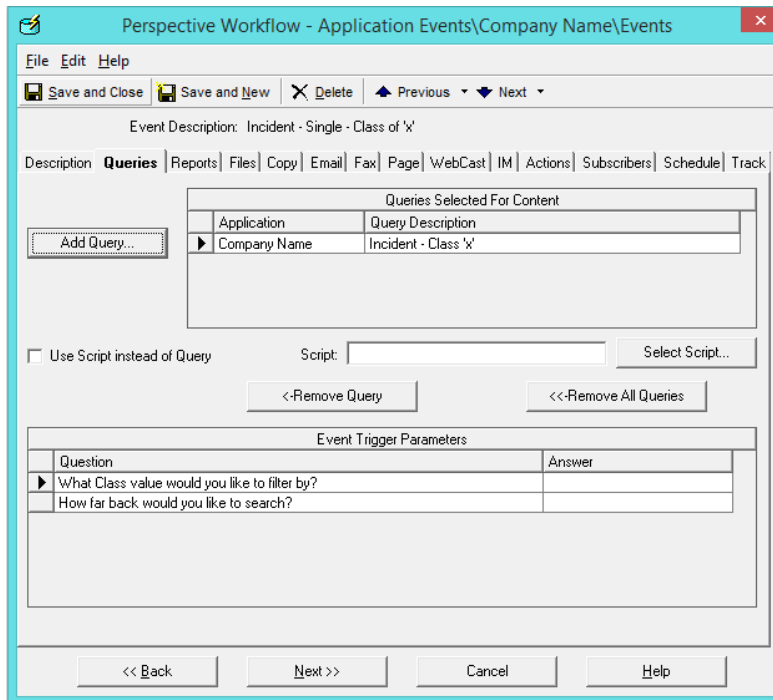 Perspective Workflow - Application Events\Company Name\Events
×
File Edit Help
Save and Close Save and New Delete Previous Next
Event Description: Incident - Single - Class of 'x'
Description Queries Reports Files Copy Email Fax Page WebCast IM Actions Subscribers Schedule Track
Queries Selected For Content
Application Query Description
Add Query... Company Name Incident - Class 'x'
Use Script instead of Query Script: Select Script...
<-Remove Query <<-Remove All Queries
Event Trigger Parameters
Question Answer
What Class value would you like to filter by?
How far back would you like to search?
<< Back Next >> Cancel Help